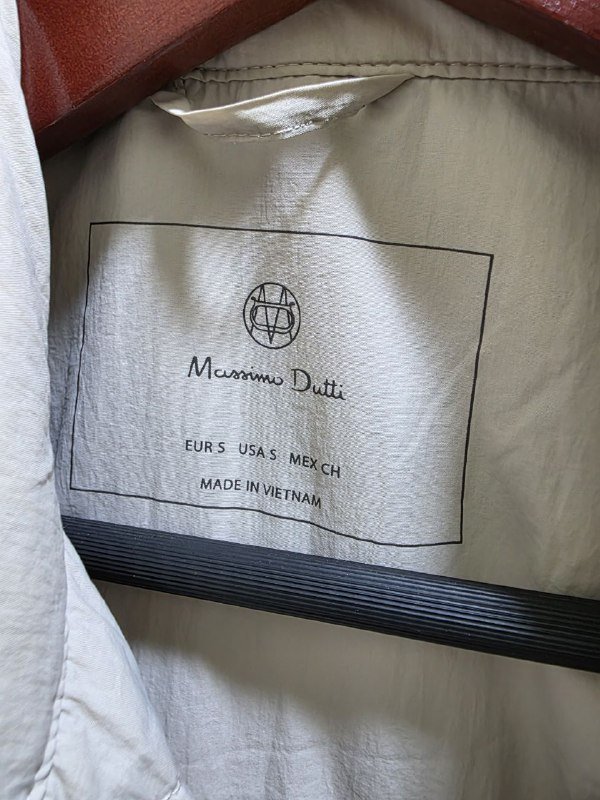 Massimo Dutti
EUR S USA S MEX CH
MADE IN VIETNAM